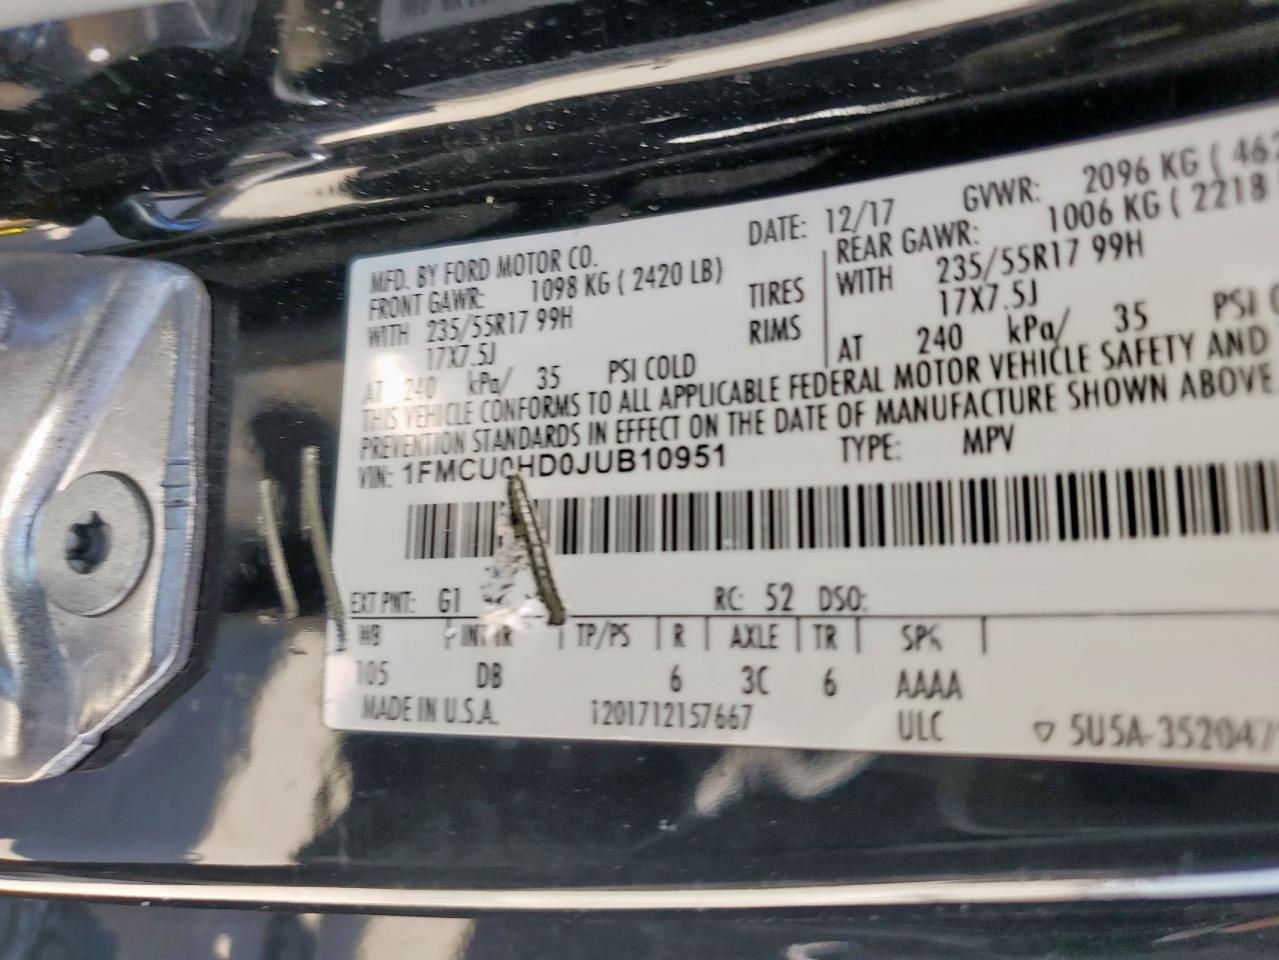 MFD. BY FORD MOTOR CO. DATE: 12/17 GVWR: 2096 KG ( 462
FRONT GAWR: 1098 KG ( 2420 LB) REAR GAWR: 1006 KG ( 2218
WITH 235/55R17 99H TIRES WITH 235/55R17 99H
17X7.5J RIMS 17X7.5J
AT 240 kPa/ 35 PSI COLD AT 240 kPa/ 35 PSI
THIS VEHICLE CONFORMS TO ALL APPLICABLE FEDERAL MOTOR VEHICLE SAFETY AND
PREVENTION STANDARDS IN EFFECT ON THE DATE OF MANUFACTURE SHOWN ABOVE
VIN: 1FMCU0HD0JUB10951 TYPE: MPV
EXT PNT: G1 RC: 52 DSO:
WB INT TR TP/PS R AXLE TR SPR
105 DB 6 3C 6 AAAA
MADE IN U.S.A. T201712157667 ULC 5U5A-352047